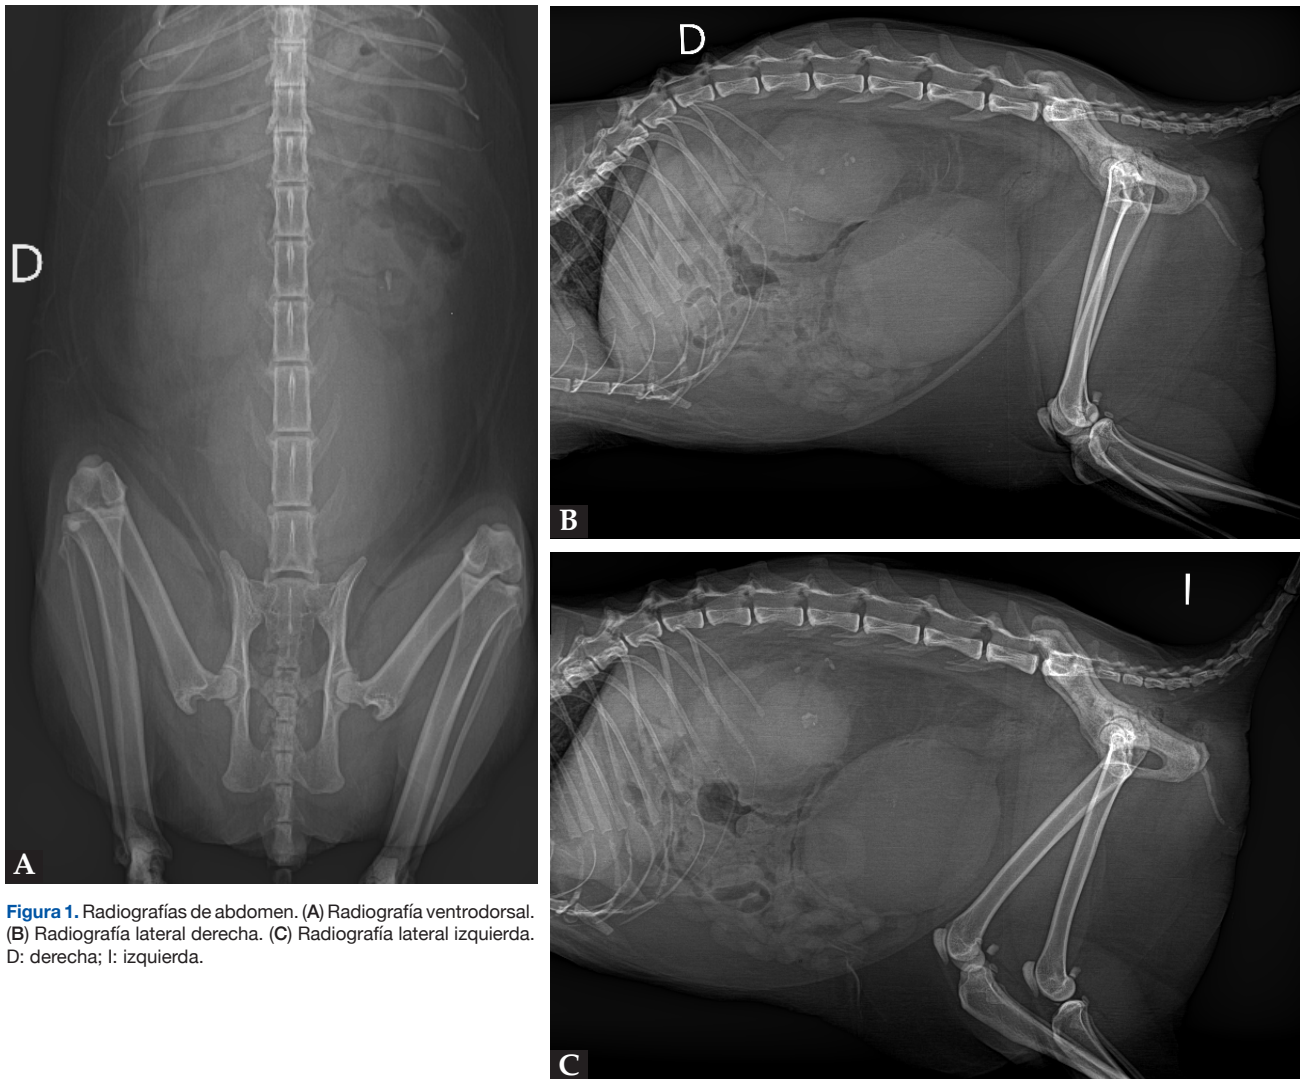 D
A
D
B
I
C
Figura 1. Radiografías de abdomen. (A) Radiografía ventrodorsal.
(B) Radiografía lateral derecha. (C) Radiografía lateral izquierda.
D: derecha; I: izquierda.